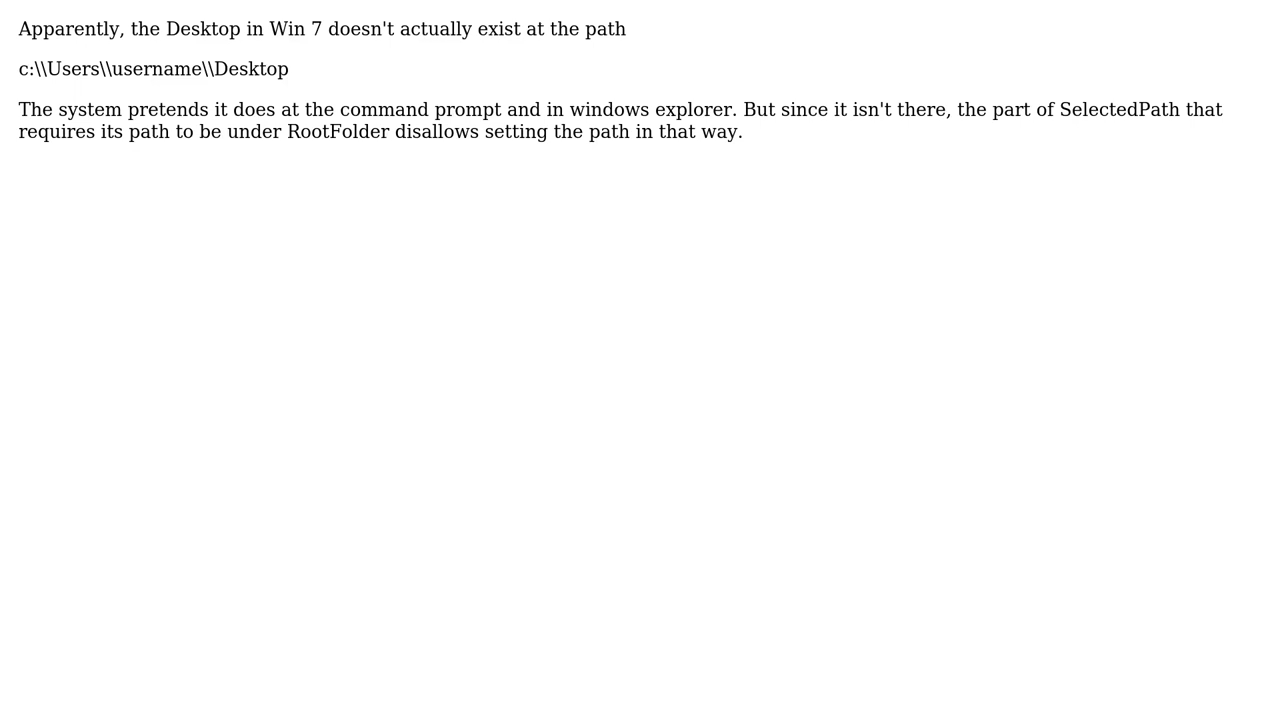 Apparently, the Desktop in Win 7 doesn't actually exist at the path
c:\\Users\\username\\Desktop
The system pretends it does at the command prompt and in windows explorer. But since it isn't there, the part of SelectedPath that
requires its path to be under RootFolder disallows setting the path in that way.